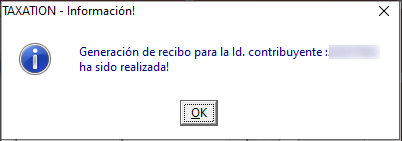 TAXATION - Información!
Generación de recibo para la Id. contribuyente :
ha sido realizada!
OK